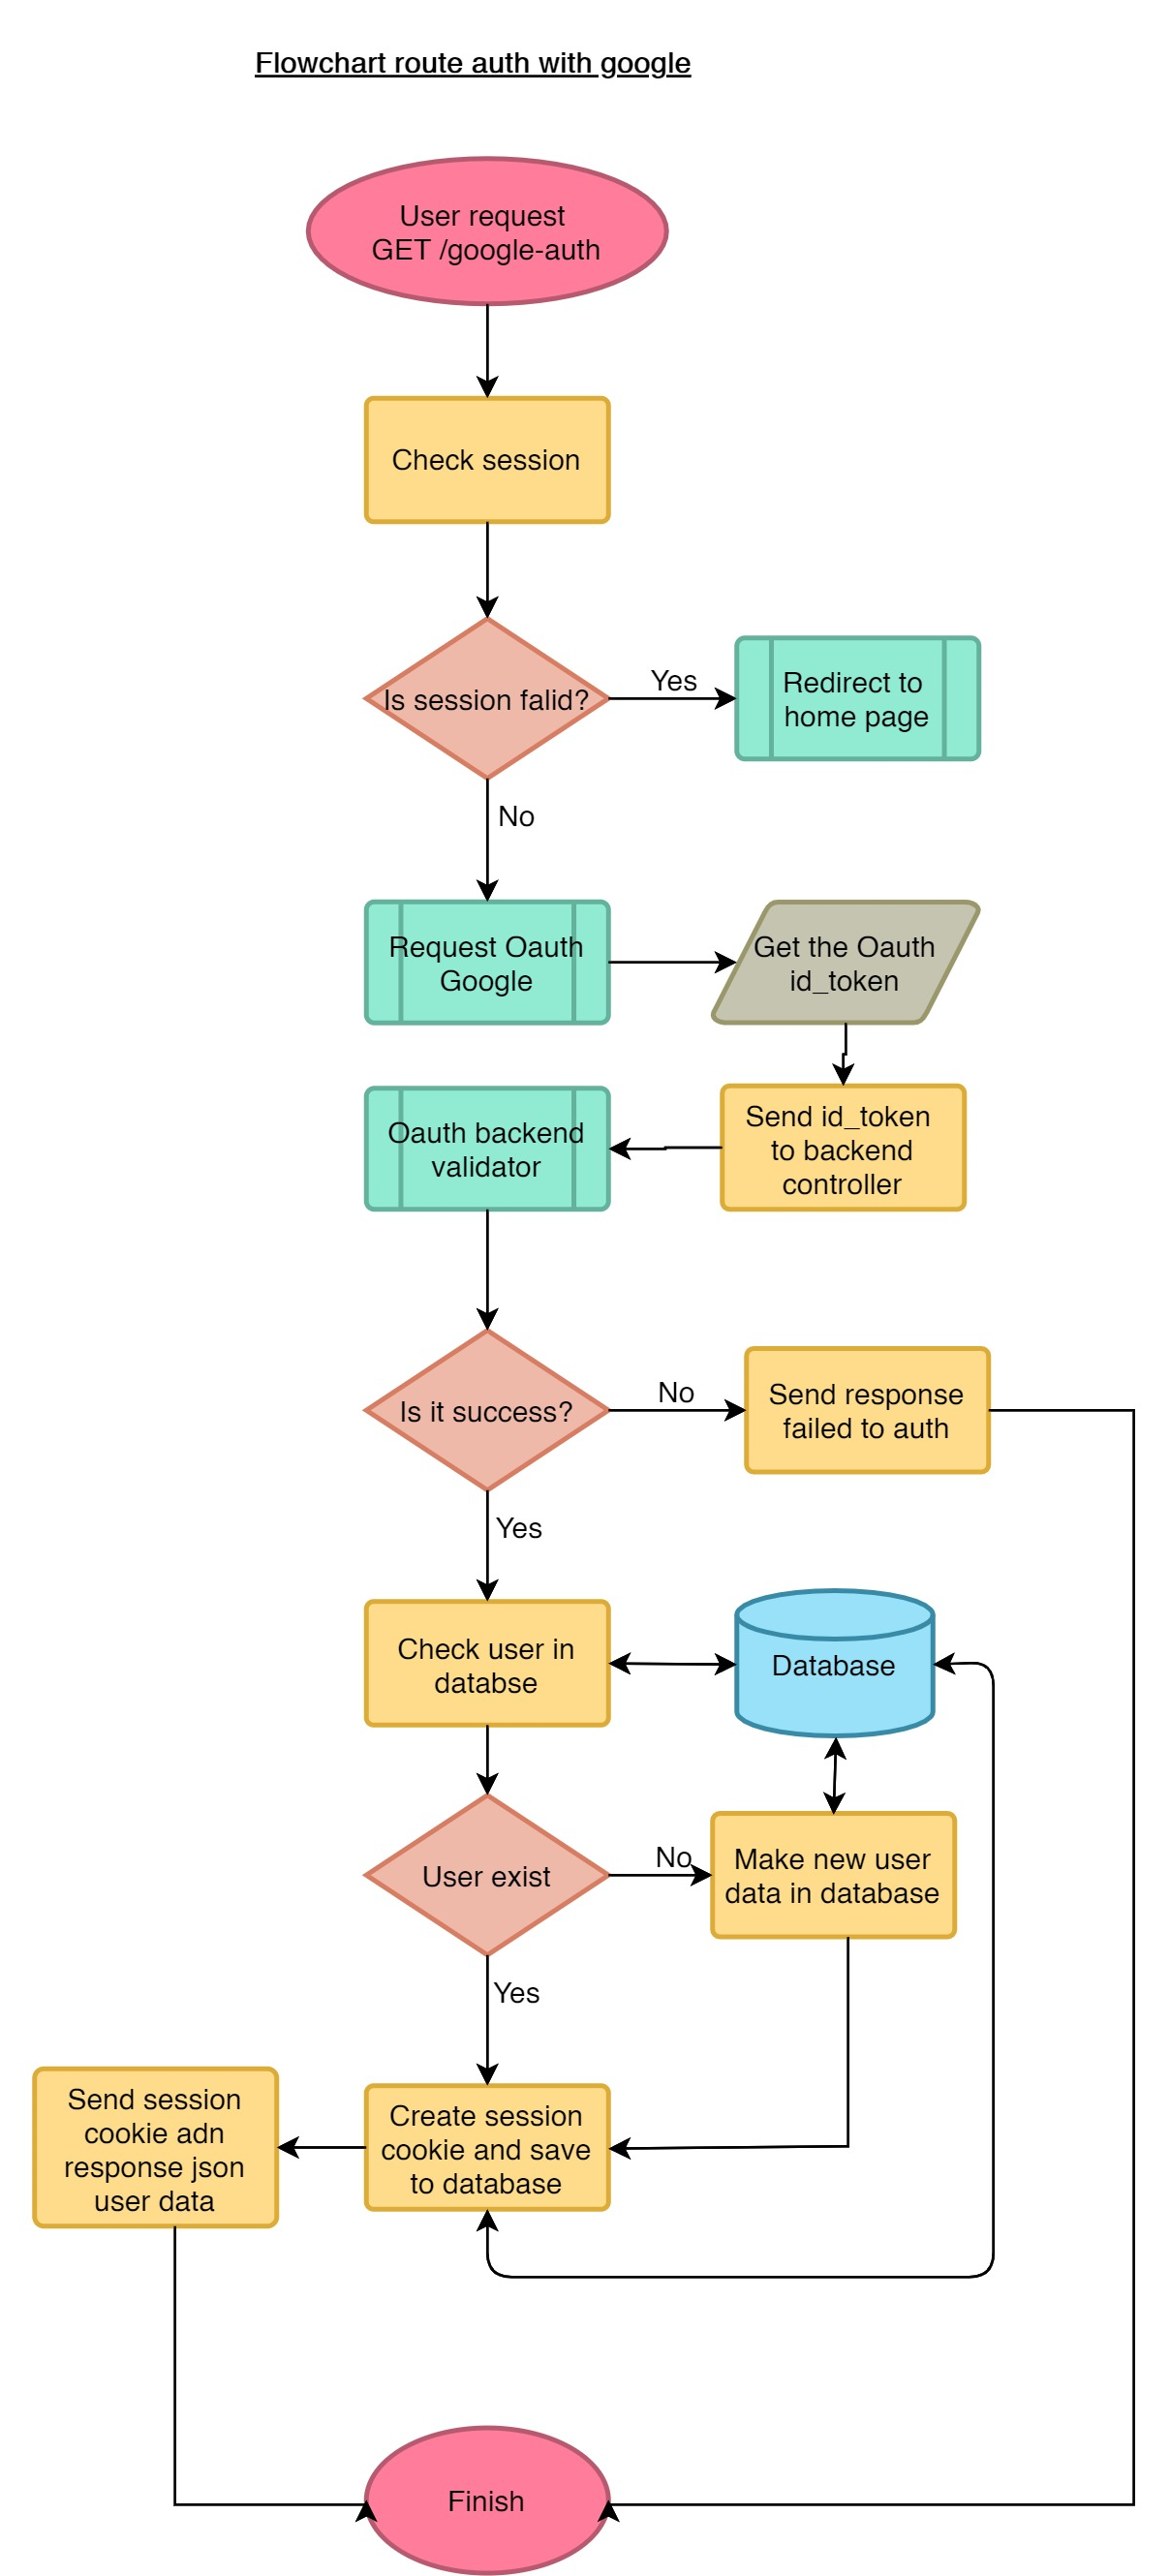 Flowchart route auth with google
User request
GET /google-auth
Check session
Is session falid?
Yes
Redirect to
home page
No
Request Oauth
Google
Get the Oauth
id_token
Oauth backend
validator
Send id_token
to backend
controller
Is it success?
No
Send response
failed to auth
Yes
Check user in
databse
Database
User exist
No
Make new user
data in database
Yes
Send session
cookie adn
response json
user data
Create session
cookie and save
to database
Finish